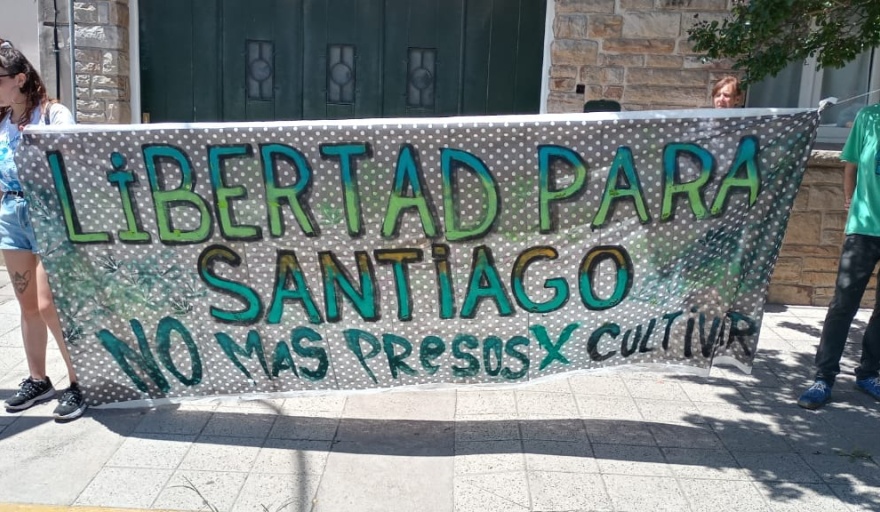 LiBERTAD PARA
SANTiAGO
NO MAS PReSOS X CULTIVAR